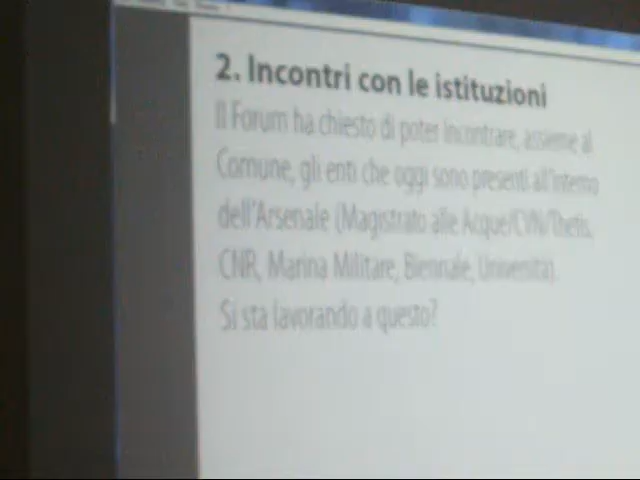 2. Incontri con le istituzioni
Il Forum ha chiesto di poter incontrare, assieme al
Comune, gli enti che oggi sono presenti all'interno
dell'Arsenale (Magistrato alle Acque/CVN/Thetis,
CNR, Marina Militare, Biennale, Università).
Si sta lavorando a questo?